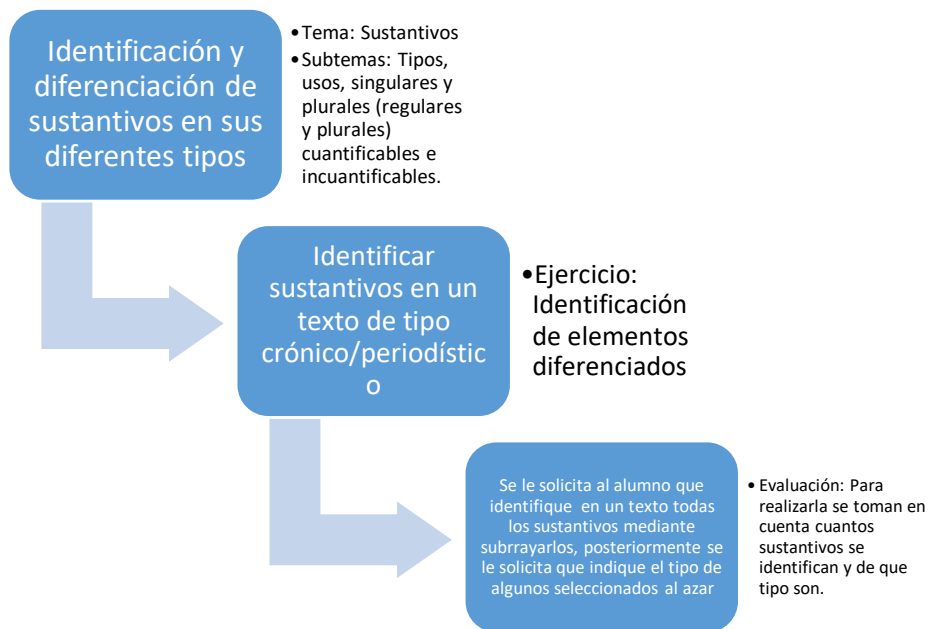 Identificación y
diferenciación de
sustantivos en sus
diferentes tipos
•Tema: Sustantivos
•Subtemas: Tipos,
usos, singulares y
plurales (regulares
y plurales)
cuantificables e
incuantificables.
Identificar
sustantivos en un
texto de tipo
crónico/periodístic
o
•Ejercicio:
Identificación
de elementos
diferenciados
Se le solicita al alumno que
identifique en un texto todas
los sustantivos mediante
subrrayarlos, posteriormente se
le solicita que indique el tipo de
algunos seleccionados al azar
• Evaluación: Para
realizarla se toman en
cuenta cuantos
sustantivos se
identifican y de que
tipo son.